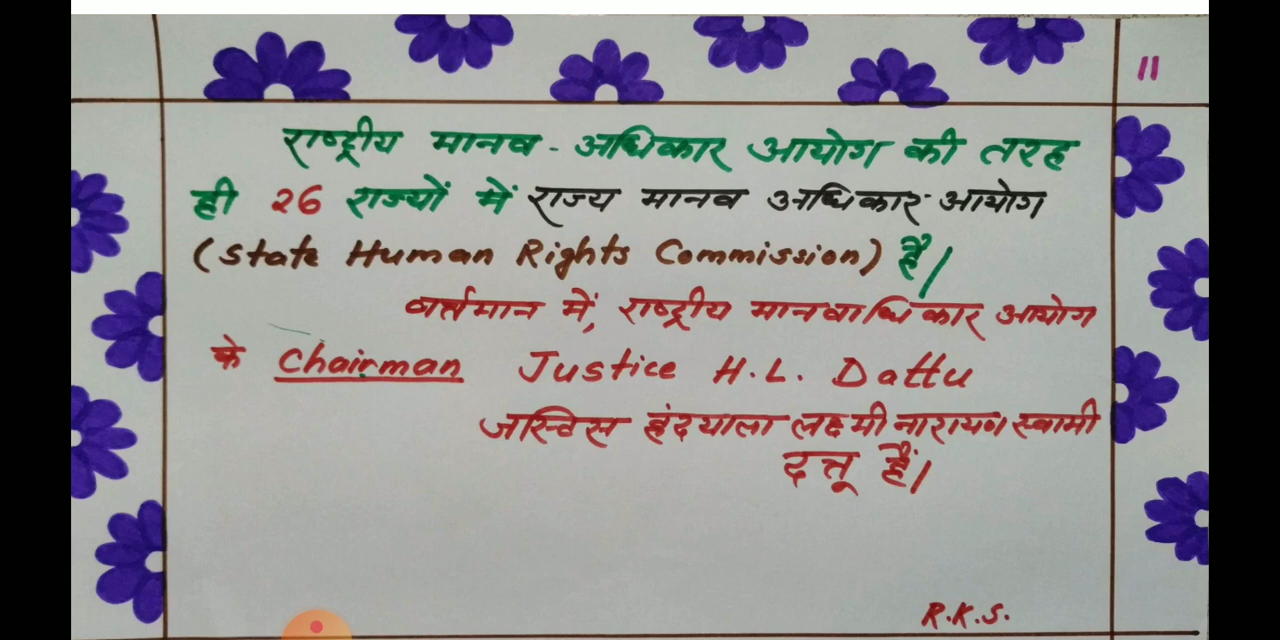 11
राष्ट्रीय मानव - अधिकार आयोग की तरह
ही 26 राज्यों में राज्य मानव अधिकार-आयोग
(State Human Rights Commission) है।
वर्तमान में, राष्ट्रीय मानवाधिकार आयोग
के Chairman Justice H.L. Dattu
जस्टिस हंदयाला लक्ष्मीनारायण स्वामी
दत्तू हैं।
R.K.S.